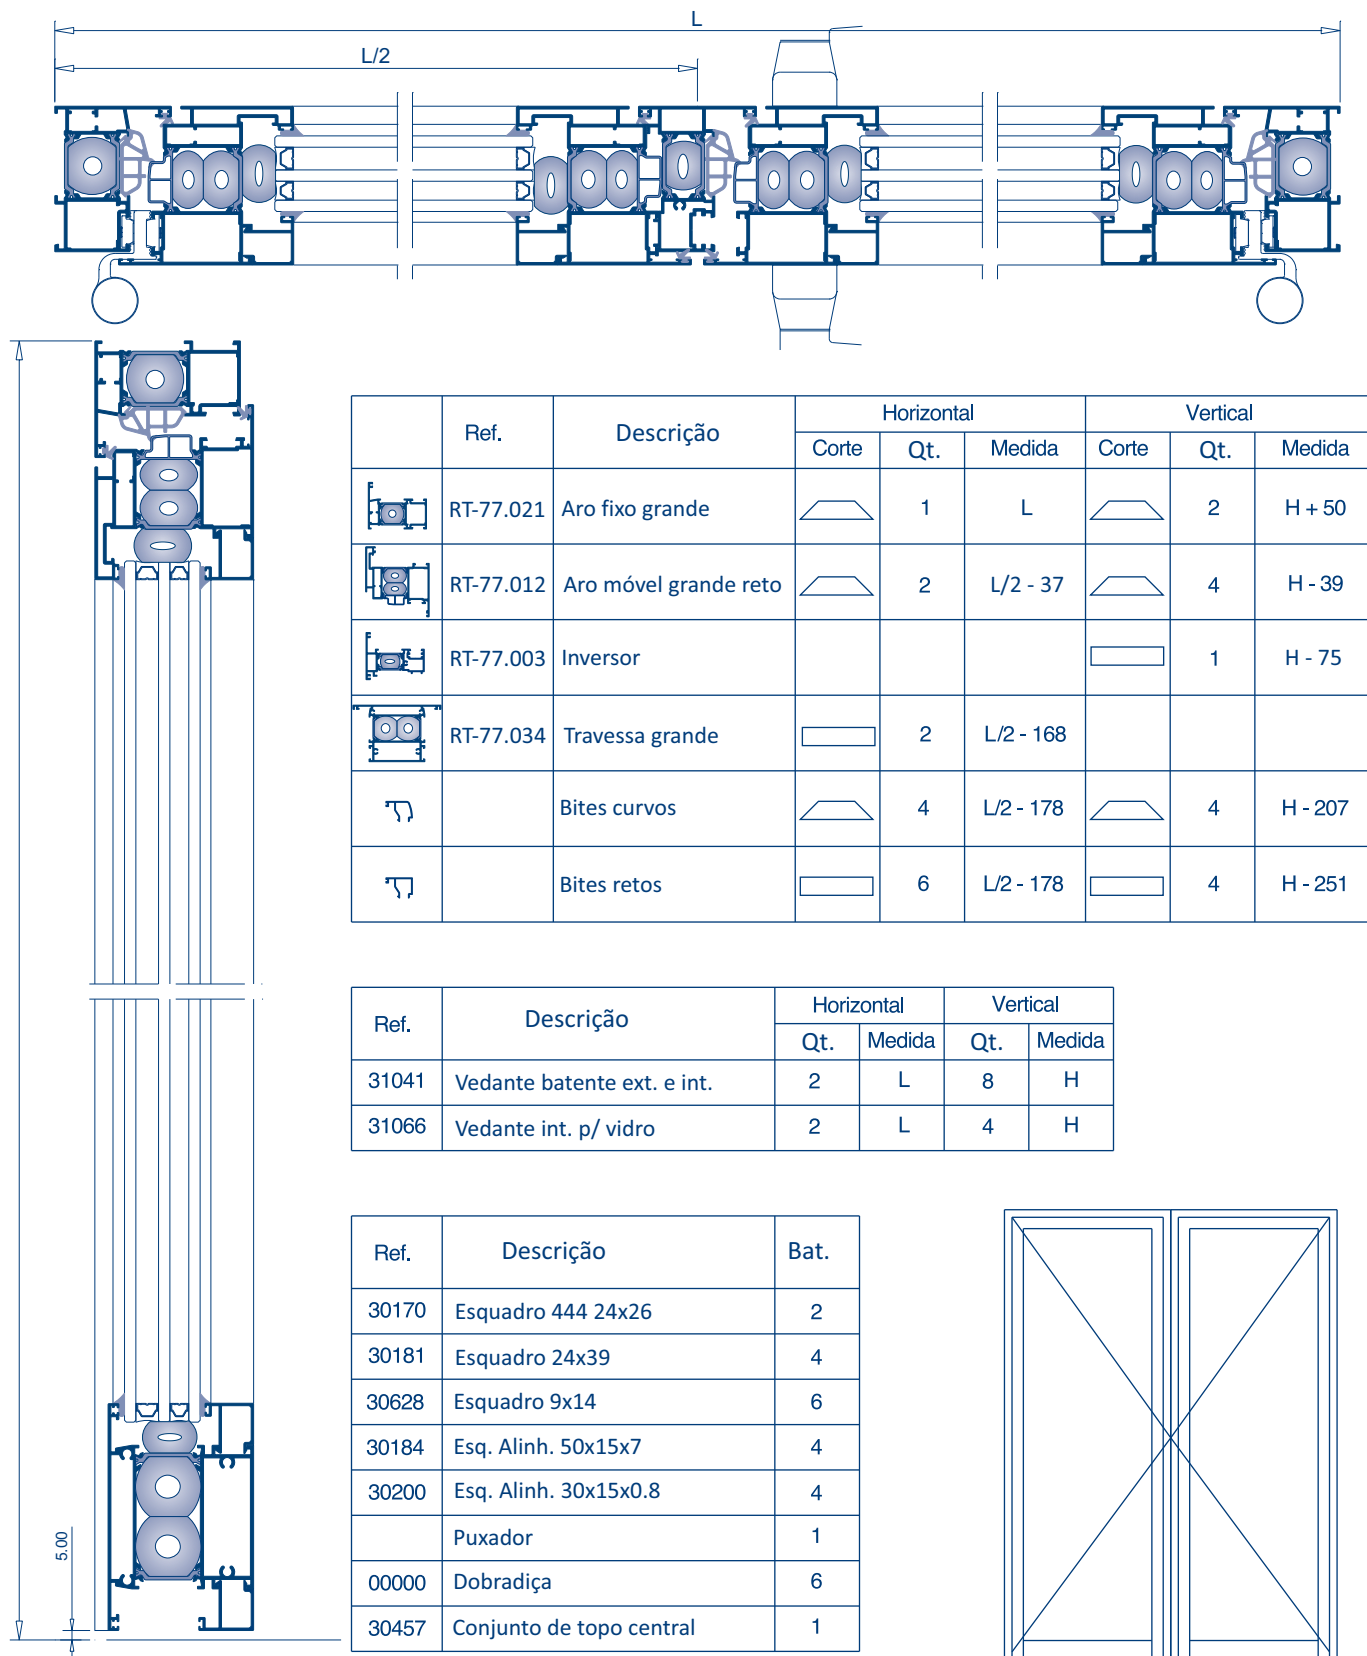 L
L/2
Horizontal Vertical
Ref. Descrição Corte Qt. Medida Corte Qt. Medida
RT-77.021 Aro fixo grande 1 L 2 H + 50
RT-77.012 Aro móvel grande reto 2 L/2 - 37 4 H - 39
RT-77.003 Inversor 1 H - 75
RT-77.034 Travessa grande 2 L/2 - 168
Bites curvos 4 L/2 - 178 4 H - 207
Bites retos 6 L/2 - 178 4 H - 251
Horizontal Vertical
Ref. Descrição Qt. Medida Qt. Medida
31041 Vedante batente ext. e int. 2 L 8 H
31066 Vedante int. p/ vidro 2 L 4 H
Ref. Descrição Bat.
30170 Esquadro 444 24x26 2
30181 Esquadro 24x39 4
30628 Esquadro 9x14 6
30184 Esq. Alinh. 50x15x7 4
30200 Esq. Alinh. 30x15x0.8 4
Puxador 1
00000 Dobradiça 6
30457 Conjunto de topo central 1
5.00